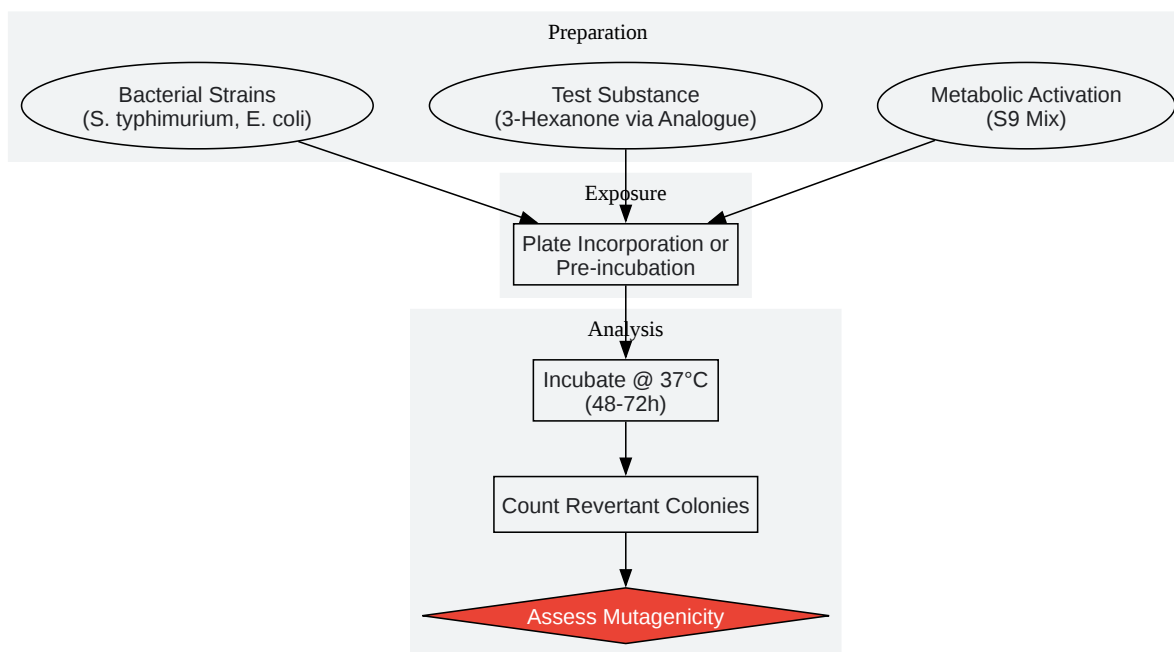 Preparation
Bacterial Strains
(S. typhimurium, E. coli)
Test Substance
(3-Hexanone via Analogue)
Metabolic Activation
(S9 Mix)
Exposure
Plate Incorporation or
Pre-incubation
Analysis
Incubate @ 37°C
(48-72h)
Count Revertant Colonies
Assess Mutagenicity